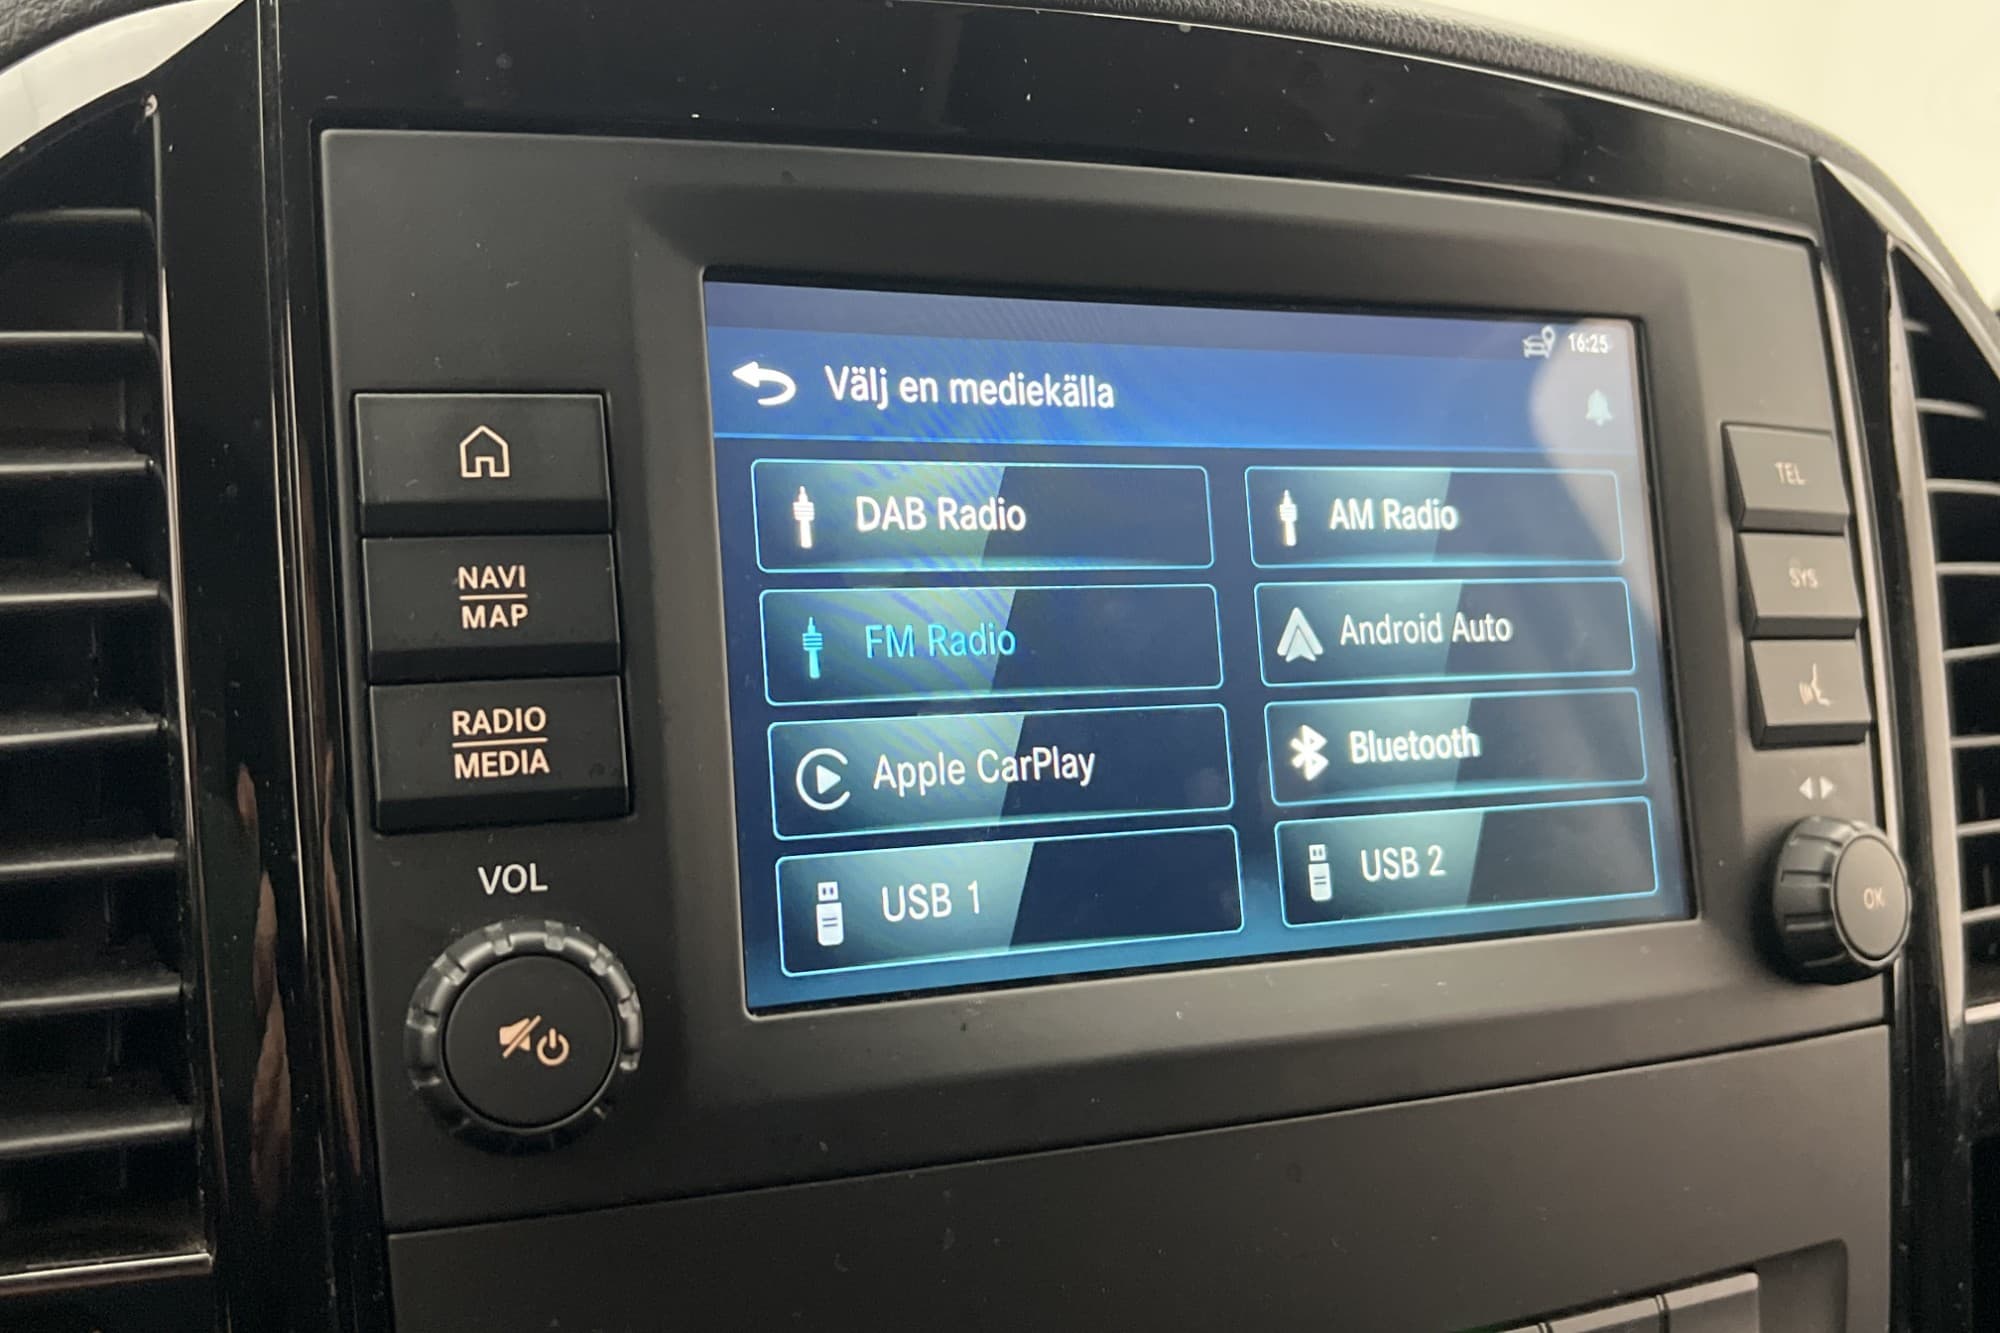 16:25
Välj en mediekälla
DAB Radio
AM Radio
FM Radio
Android Auto
Apple CarPlay
Bluetooth
USB 1
USB 2
NAVI
MAP
RADIO
MEDIA
VOL
TEL
SYS
OK